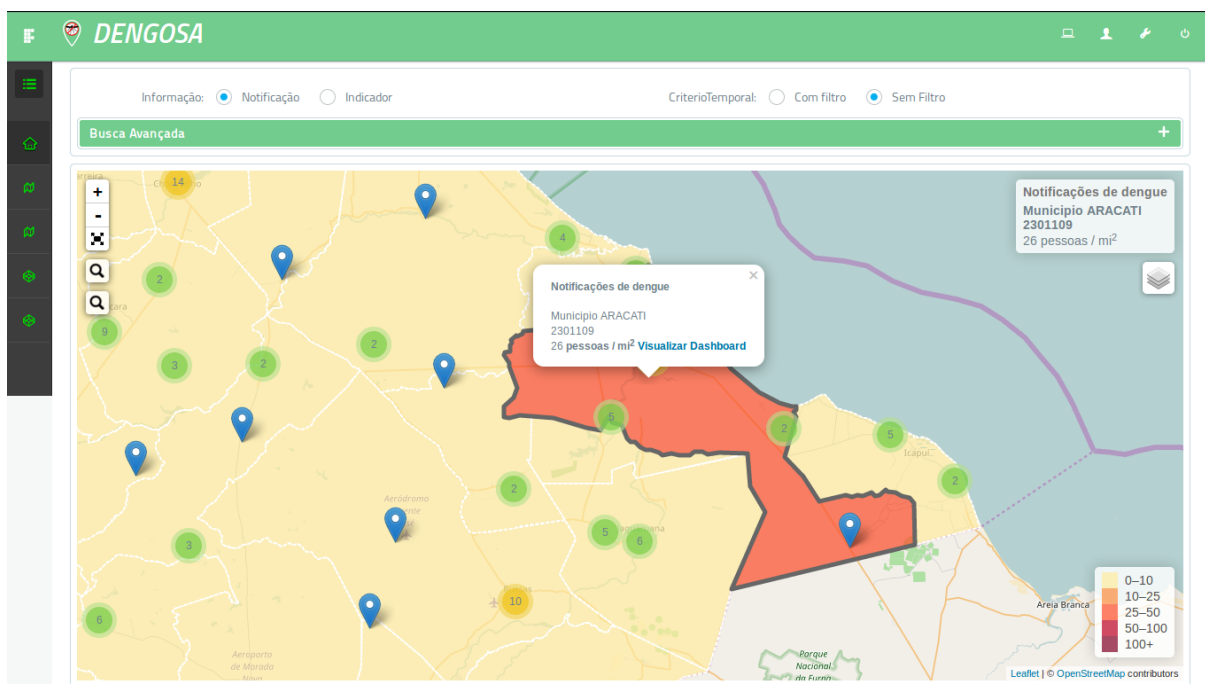 DENGOSA
Informação: Notificação Indicador
CriterioTemporal: Com filtro Sem Filtro
Busca Avançada +
+
-
14
4
2
9
3
2
2
5
2
5
2
2
5
6
3
10
6
Notificações de dengue
Municipio ARACATI
2301109
26 pessoas / mi2
Notificações de dengue
×
Municipio ARACATI
2301109
26 pessoas / mi2 Visualizar Dashboard
Icapuí
Aeródromo
Aeroporto
de Morada
Nova
Areia Branca
Parque
Nacional
da Furna
0–10
10–25
25–50
50–100
100+
Leaflet | © OpenStreetMap contributors